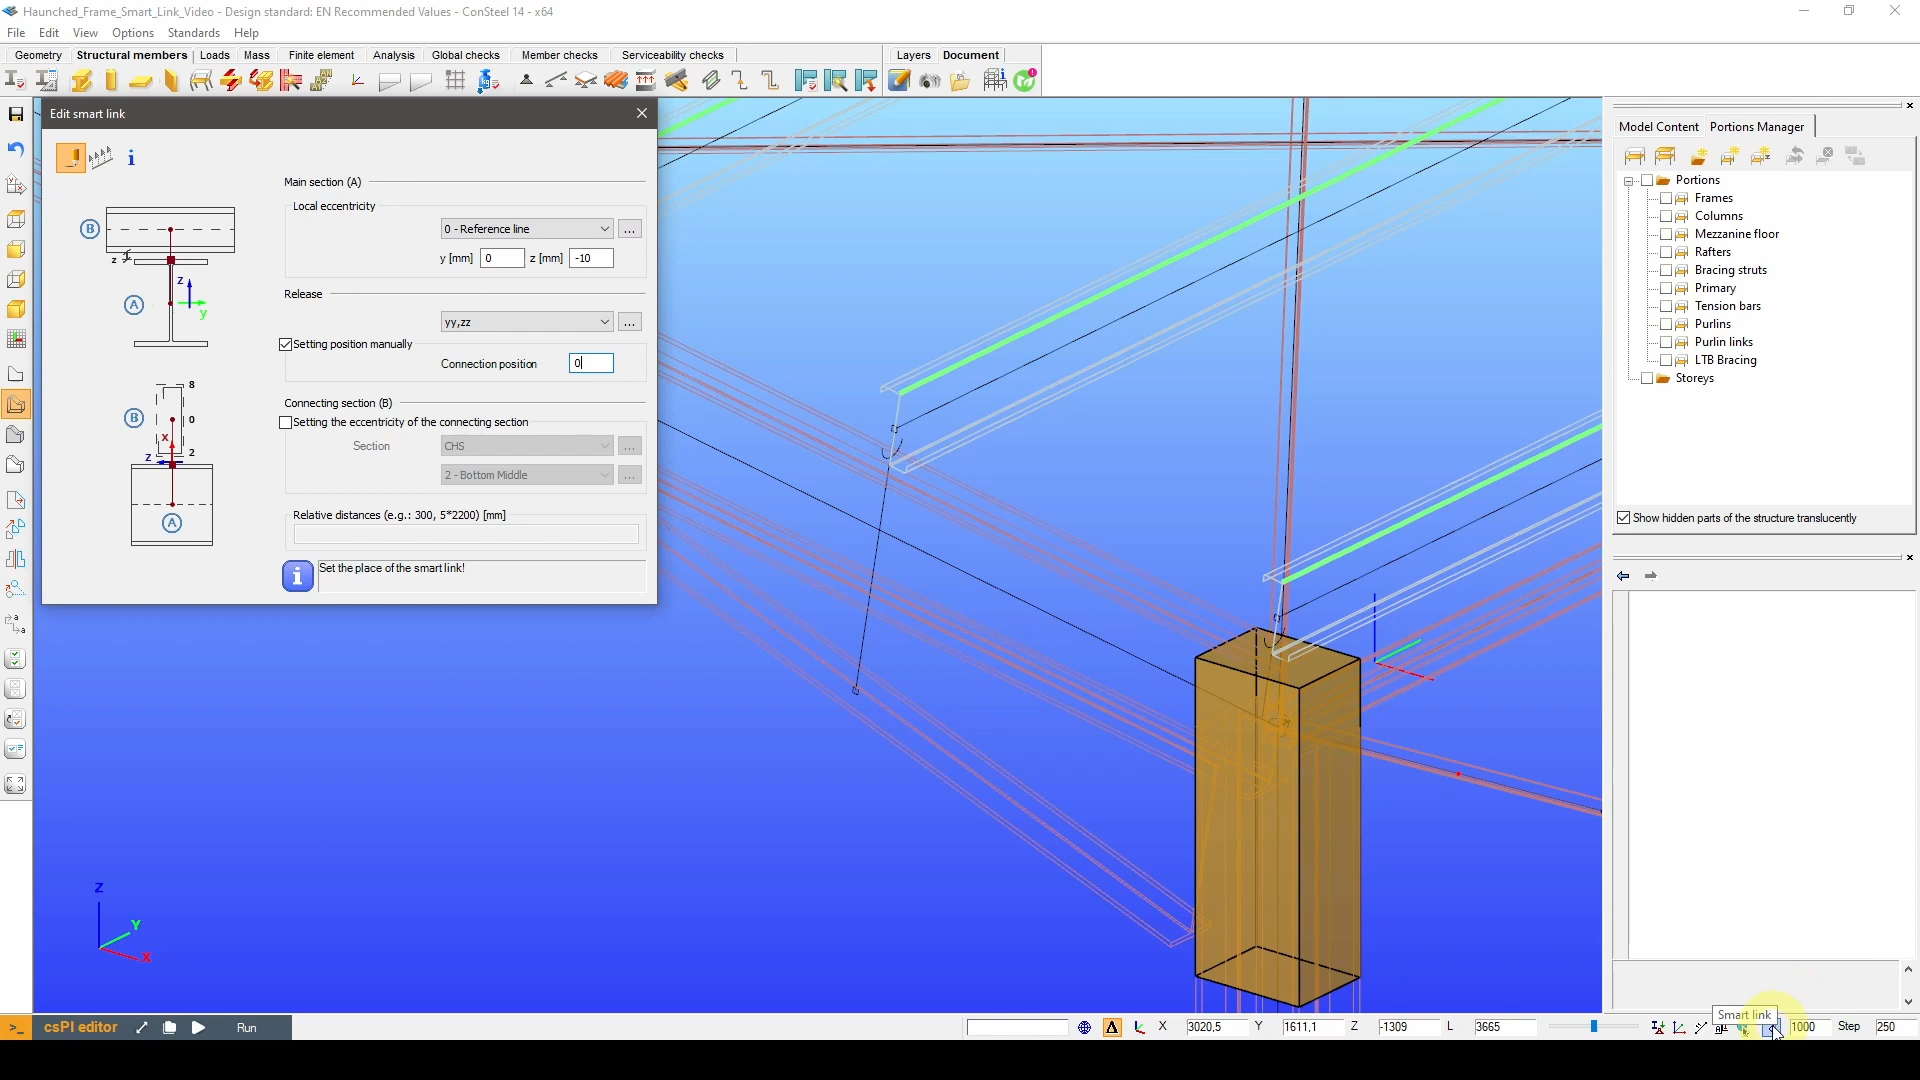 Haunched_Frame_Smart_Link_Video - Design standard: EN Recommended Values - ConSteel 14 - x64
File Edit View Options Standards Help
Geometry Structural members Loads Mass Finite element Analysis Global checks Member checks Serviceability checks Layers Document
Edit smart link
Main section (A)
Local eccentricity
0 - Reference line
...
y [mm] 0 z [mm] -10
Release
yy,zz
...
Setting position manually
Connection position 0
Connecting section (B)
Setting the eccentricity of the connecting section
Section CHS ...
2 - Bottom Middle ...
Relative distances (e.g.: 300, 5*2200) [mm]
Set the place of the smart link!
B
z
z
A
y
8
B
0
x
2
z
A
Model Content Portions Manager
Portions
Frames
Columns
Mezzanine floor
Rafters
Bracing struts
Primary
Tension bars
Purlins
Purlin links
LTB Bracing
Storeys
Show hidden parts of the structure translucently
Z
Y
X
Smart link
>_ csPI editor Run
X 3020,5 Y 1611,1 Z -1309 L 3665 1000 Step 250